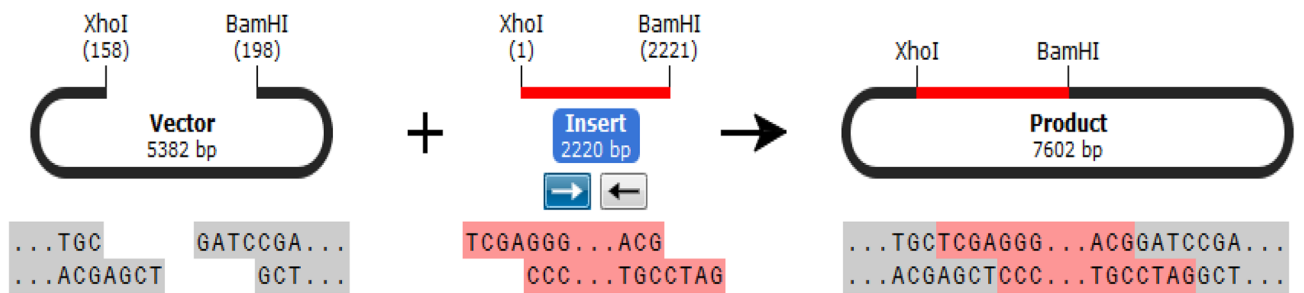 XhoI
(158)
BamHI
(198)
Vector
5382 bp
+
XhoI
(1)
BamHI
(2221)
Insert
2220 bp
XhoI
BamHI
Product
7602 bp
...TGC GATCCGA...
...ACGAGCT GCT...
TCGAGGG...ACG
CCC...TGCCTAG
...TGCTCGAGGG...ACGGATCCGA...
...ACGAGCTCCC...TGCCTAGGCT...